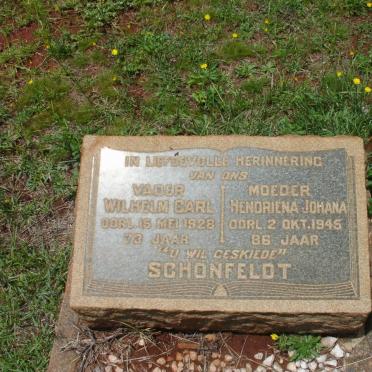 IN LIEFDEVOLLE HERINNERING
VAN ONS
VADER MOEDER
WILHELM CARL HENDRIENA JOHANA
OORL. 15 MEI 1928 OORL. 2 OKT. 1945
73 JAAR 86 JAAR
"U WIL GESKIEDE"
SCHÖNFELDT